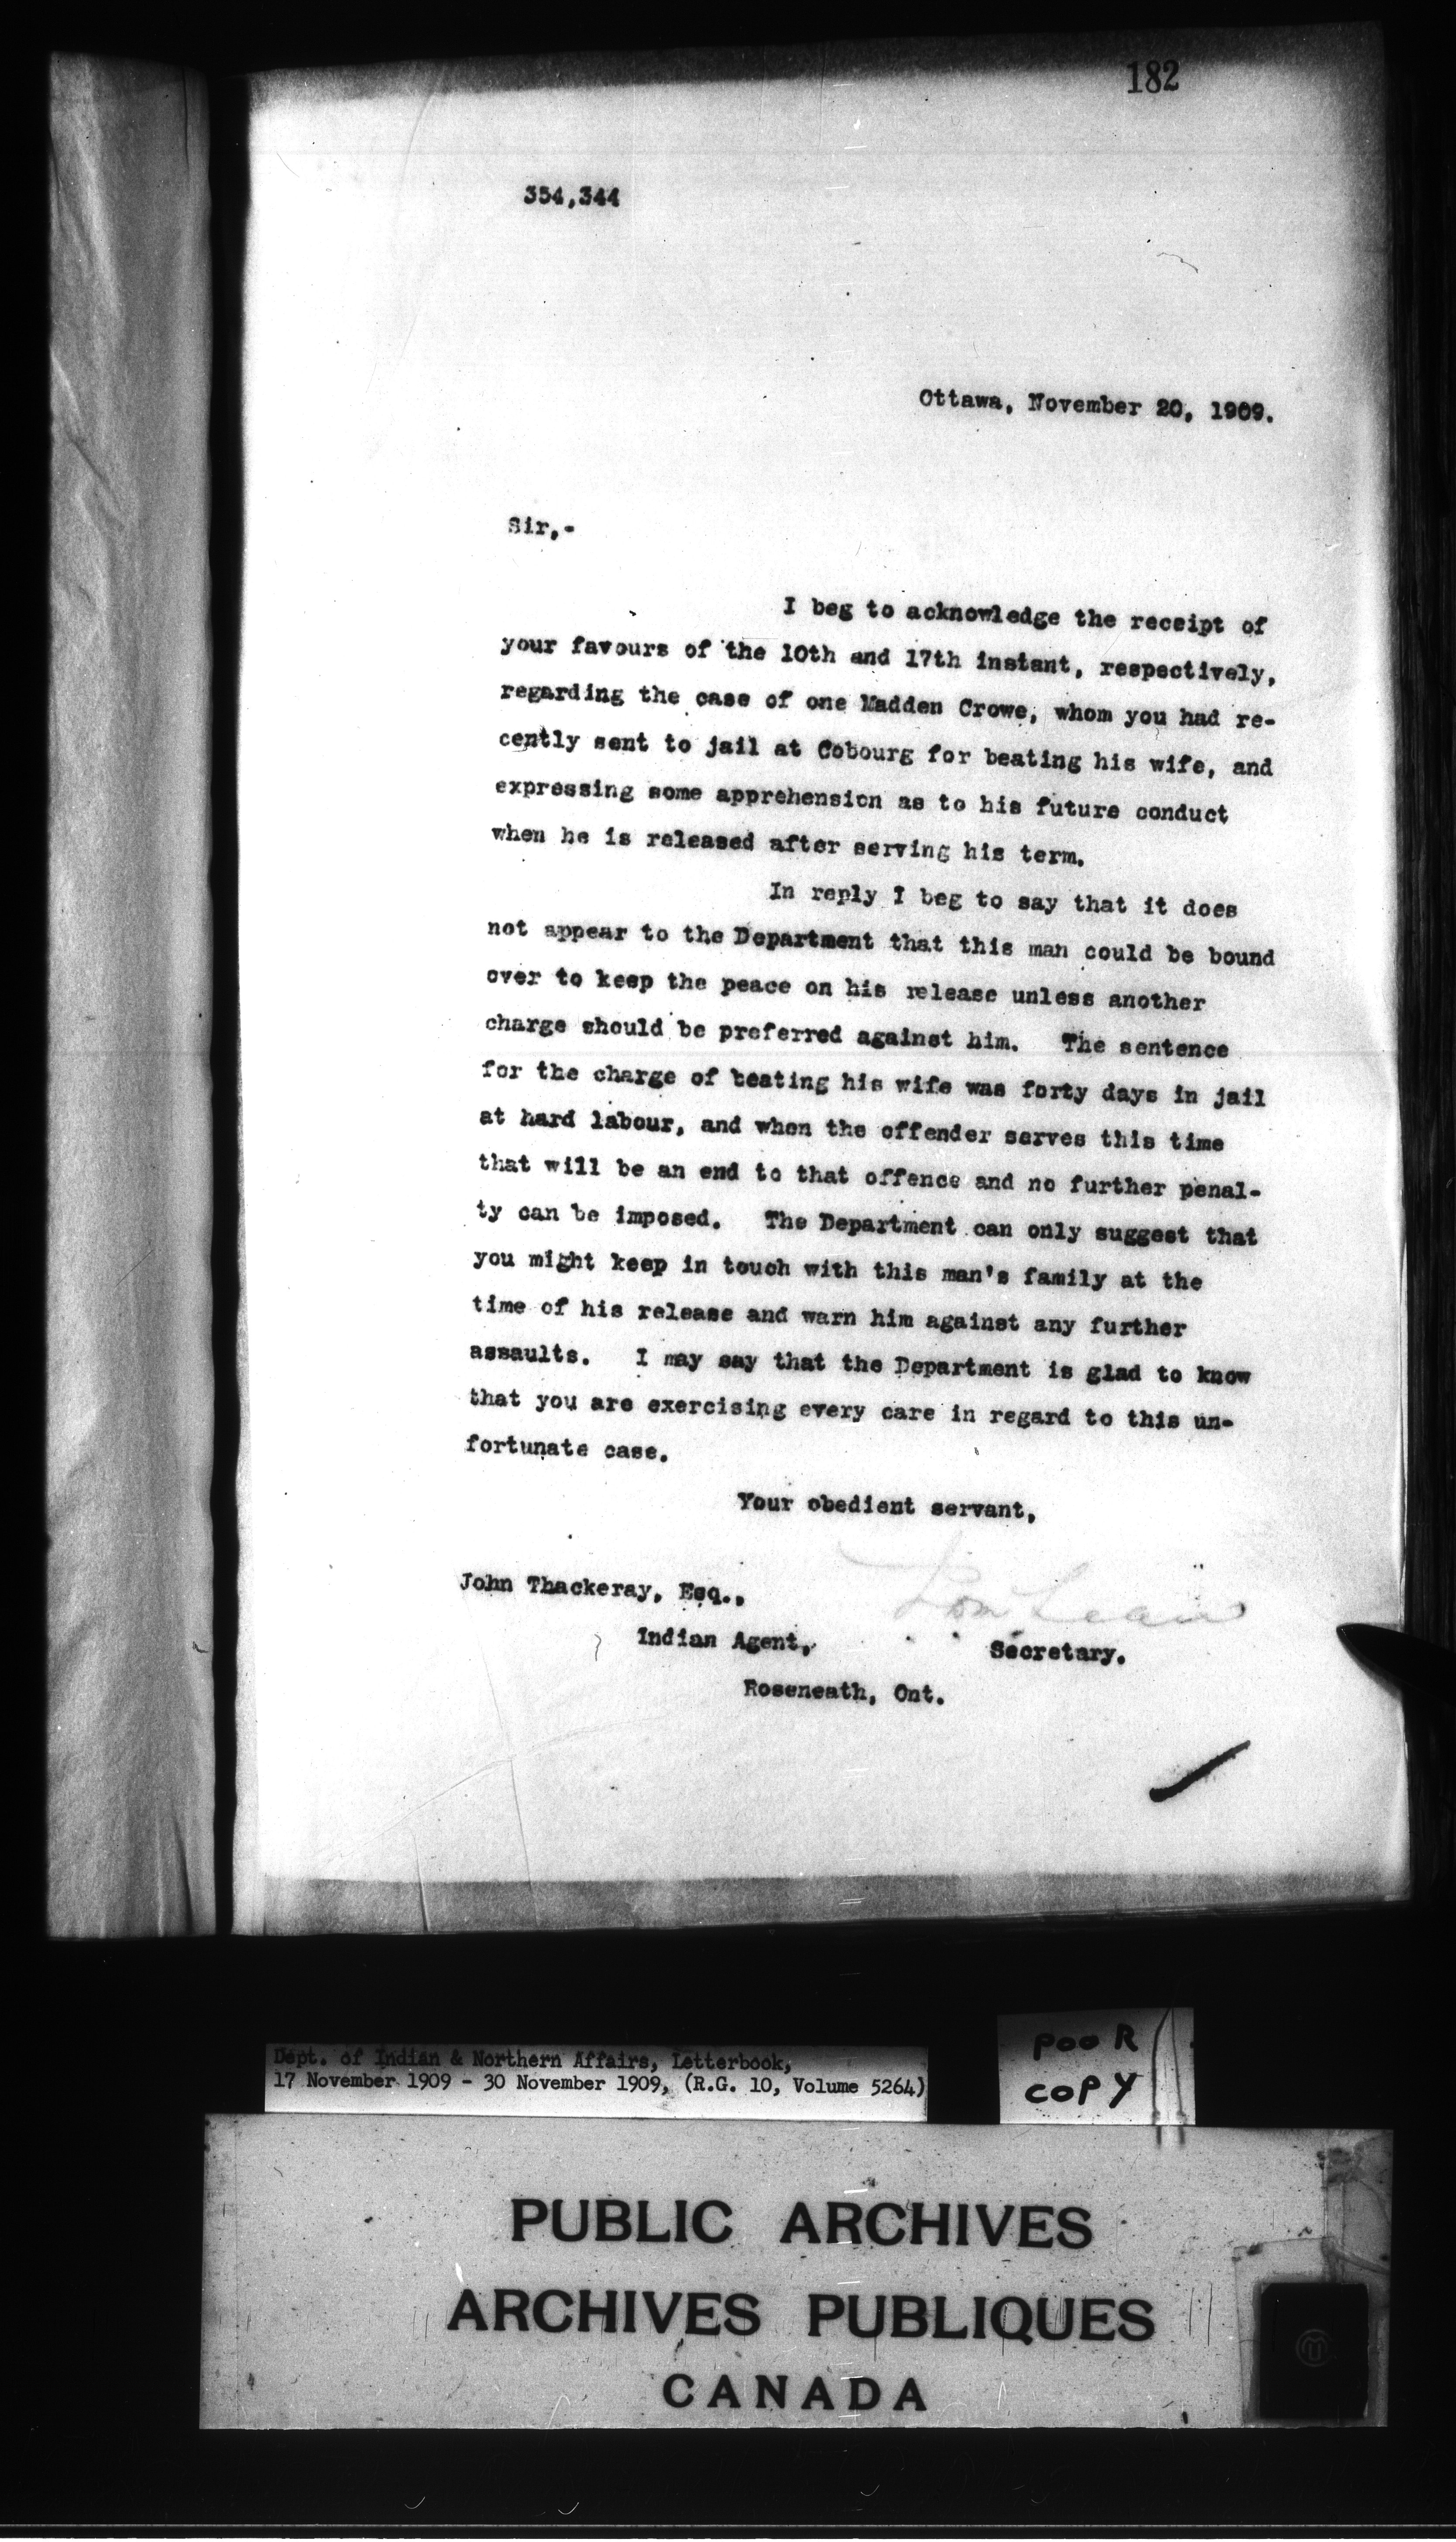 182
354,344
Ottawa, November 20, 1909.
Sir,-
I beg to acknowledge the receipt of
your favours of the 10th and 17th instant, respectively,
regarding the case of one Madden Crowe, whom you had re-
cently sent to jail at Cobourg for beating his wife, and
expressing some apprehension as to his future conduct
when he is released after serving his term.
In reply I beg to say that it does
not appear to the Department that this man could be bound
over to keep the peace on his release unless another
charge should be preferred against him. The sentence
for the charge of beating his wife was forty days in jail
at hard labour, and when the offender serves this time
that will be an end to that offence and no further penal-
ty can be imposed. The Department can only suggest that
you might keep in touch with this man's family at the
time of his release and warn him against any further
assaults. I may say that the Department is glad to know
that you are exercising every care in regard to this un-
fortunate case.
Your obedient servant,
John Thackeray, Esq.,
Indian Agent,
Secretary.
Roseneath, Ont.
Dept. of Indian & Northern Affairs, Letterbook,
17 November 1909 - 30 November 1909, (R.G. 10, Volume 5264)
POOR
COPY
PUBLIC ARCHIVES
ARCHIVES PUBLIQUES
CANADA